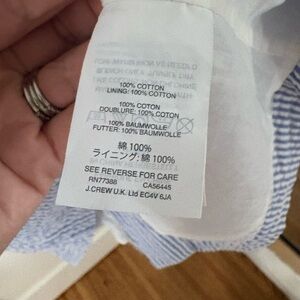 100% COTTON
LINING: 100% COTTON
100% COTON
DOUBLURE: 100% COTON
100% BAUMWOLLE
FUTTER: 100% BAUMWOLLE
綿 100%
ライニング: 綿 100%
SEE REVERSE FOR CARE
RN77388 CA56445
J.CREW U.K. Ltd EC4V 6JA